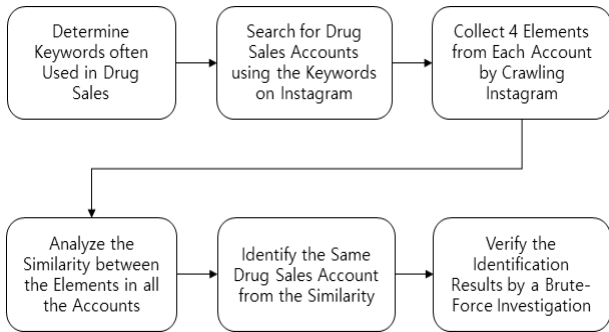 Determine
Keywords often
Used in Drug
Sales
Search for Drug
Sales Accounts
using the Keywords
on Instagram
Collect 4 Elements
from Each Account
by Crawling
Instagram
Analyze the
Similarity between
the Elements in all
the Accounts
Identify the Same
Drug Sales Account
from the Similarity
Verify the
Identification
Results by a Brute-
Force Investigation